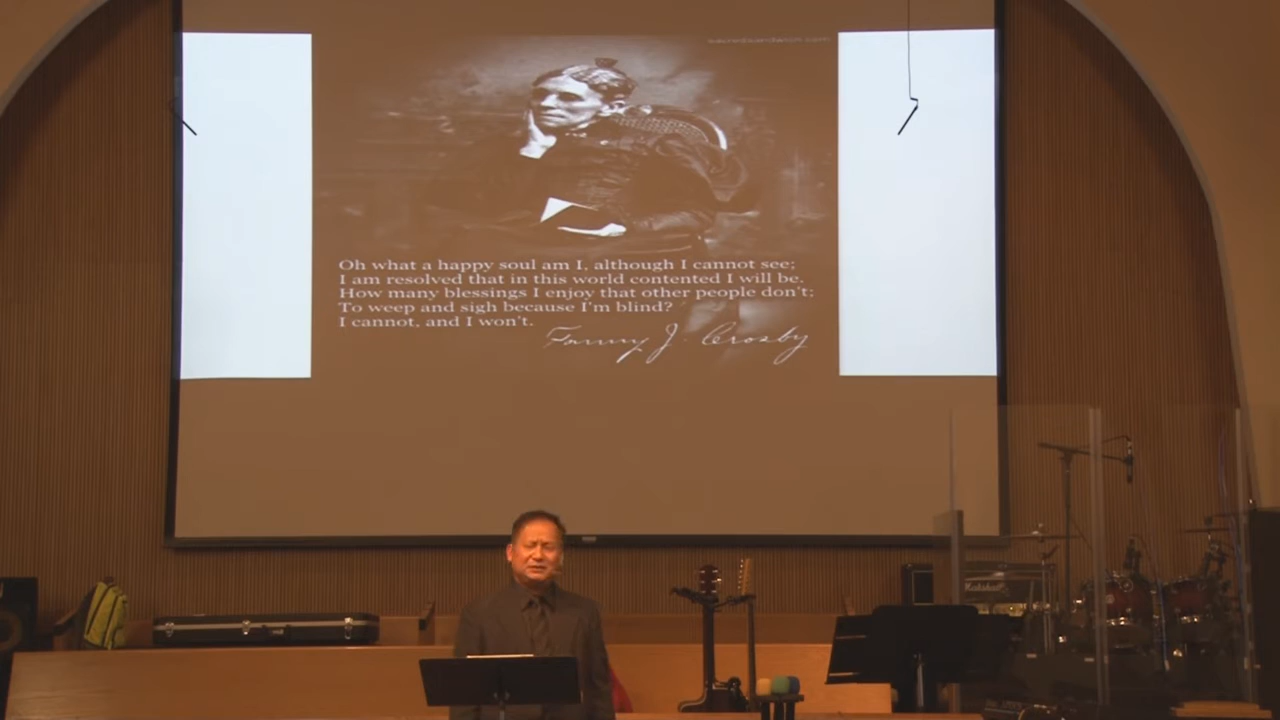 Oh what a happy soul am I, although I cannot see;
I am resolved that in this world contented I will be.
How many blessings I enjoy that other people don't;
To weep and sigh because I'm blind?
I cannot, and I won't.
Fanny J. Crosby